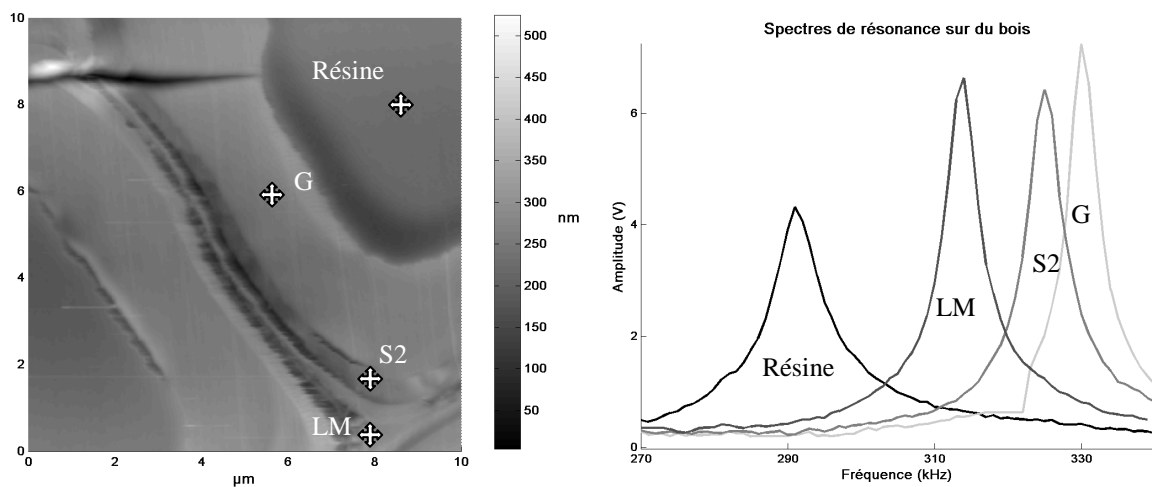 10
8
6
4
2
0
0 2 4 6 8 10
µm
Résine
G
S2
LM
500
450
400
350
300
250
200
150
100
50
nm
Spectres de résonance sur du bois
Amplitude (V)
6
4
2
0
Résine
LM
S2
G
270 290 310 330
Fréquence (kHz)